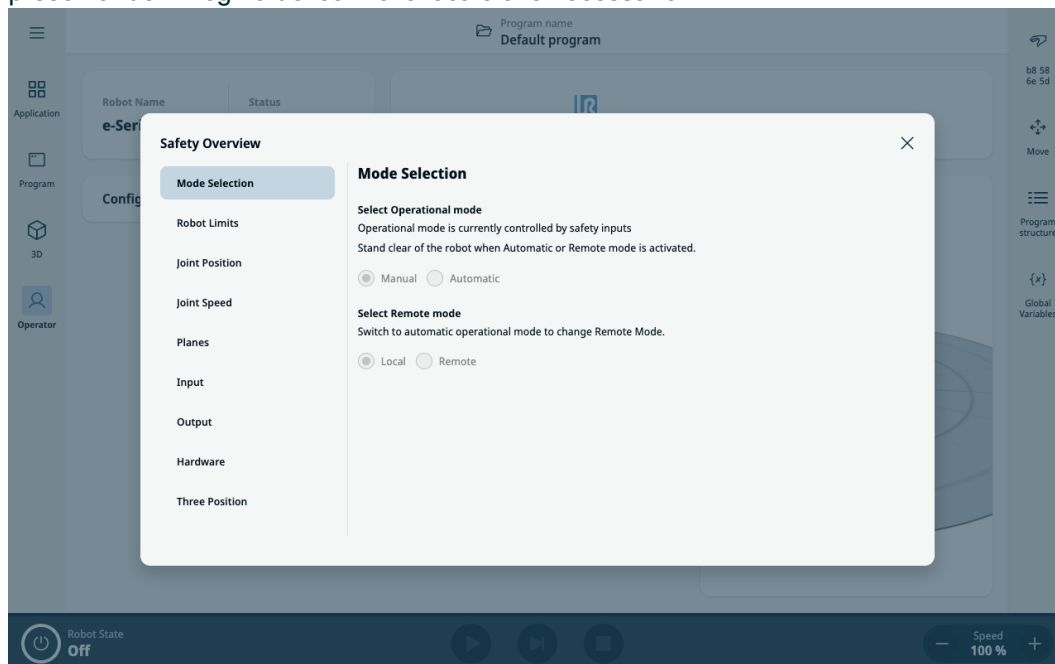 Program name
Default program
b8 58
6e 5d
Application
Robot Name
Status
e-Seri
Safety Overview
Mode Selection
Robot Limits
Joint Position
Joint Speed
Planes
Input
Output
Hardware
Three Position
Mode Selection
Select Operational mode
Operational mode is currently controlled by safety inputs
Stand clear of the robot when Automatic or Remote mode is activated.
Manual
Automatic
Select Remote mode
Switch to automatic operational mode to change Remote Mode.
Local
Remote
Move
Program
Config
Program
structure
3D
{x}
Global
Variables
Operator
Robot State
Off
Speed
100 %